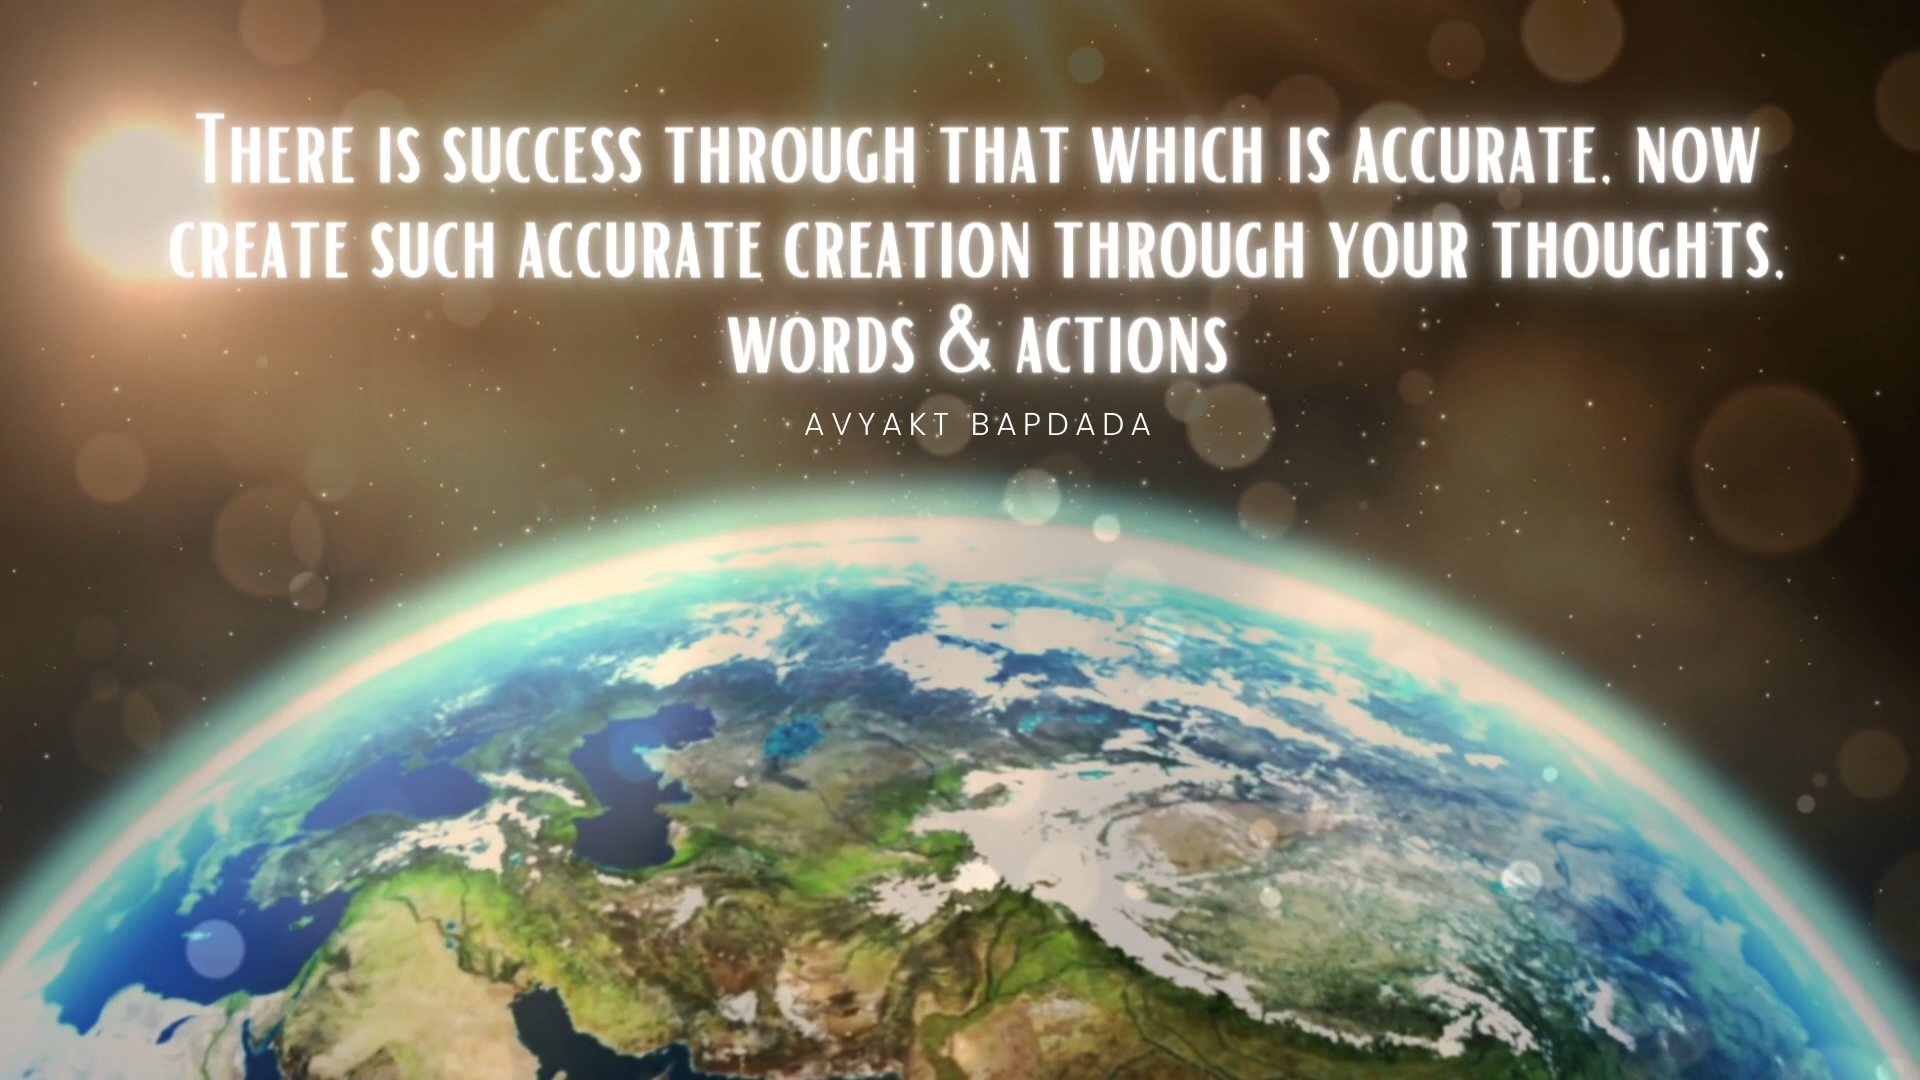 There is success through that which is accurate. now
create such accurate creation through your thoughts,
words & actions
AVYAKT BAPDADA